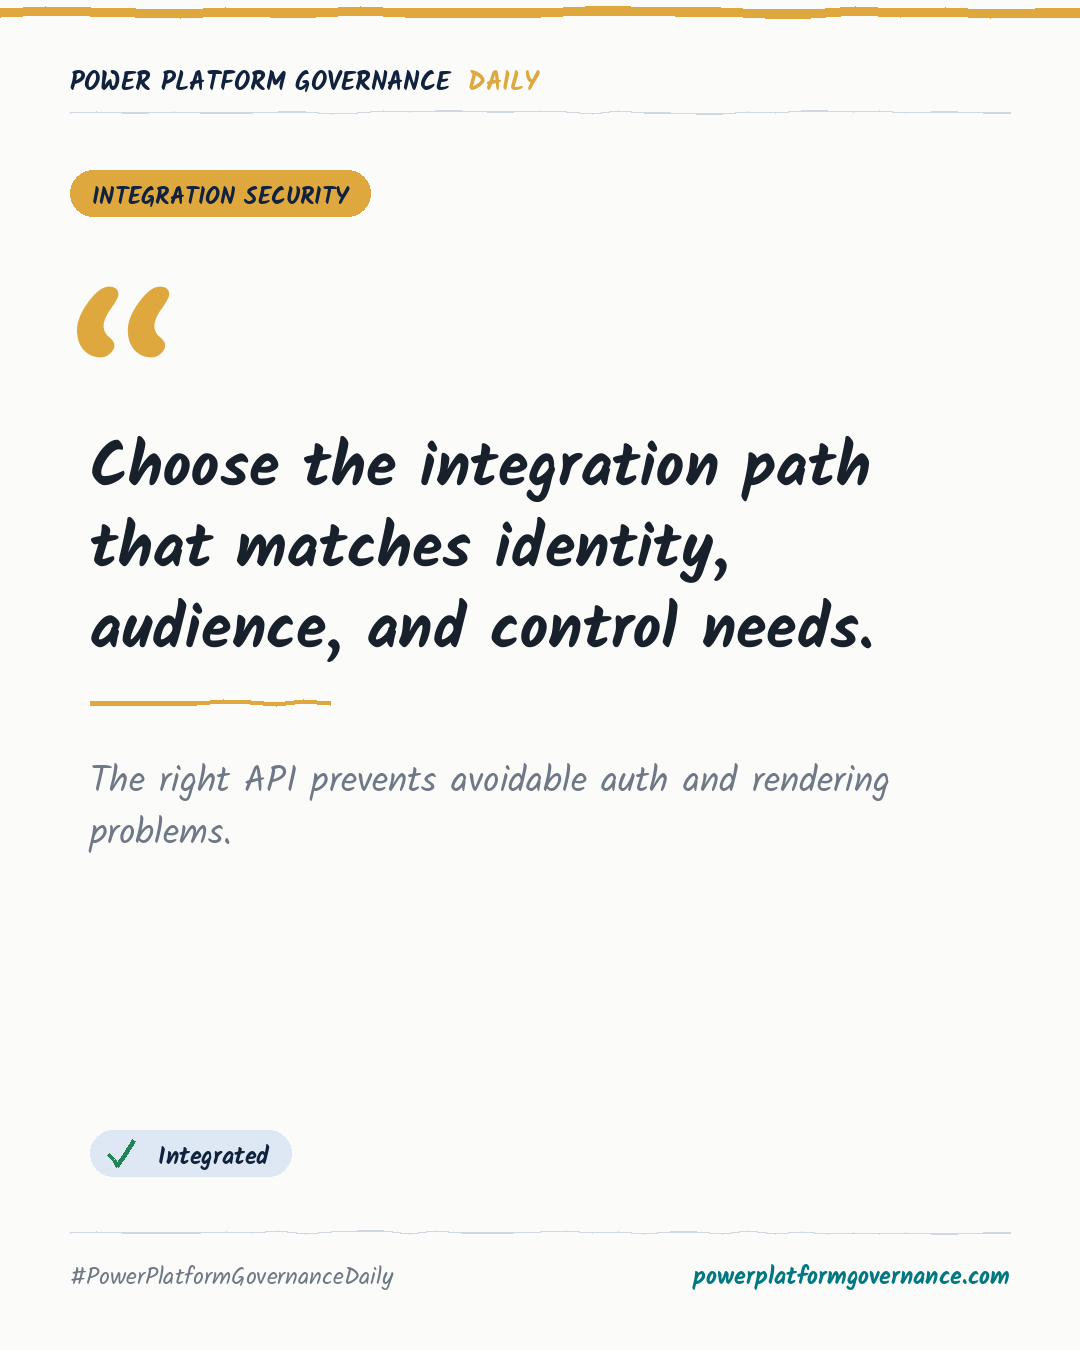 POWER PLATFORM GOVERNANCE DAILY
INTEGRATION SECURITY
“
Choose the integration path
that matches identity,
audience, and control needs.
The right API prevents avoidable auth and rendering
problems.
Integrated
#PowerPlatformGovernanceDaily
powerplatformgovernance.com